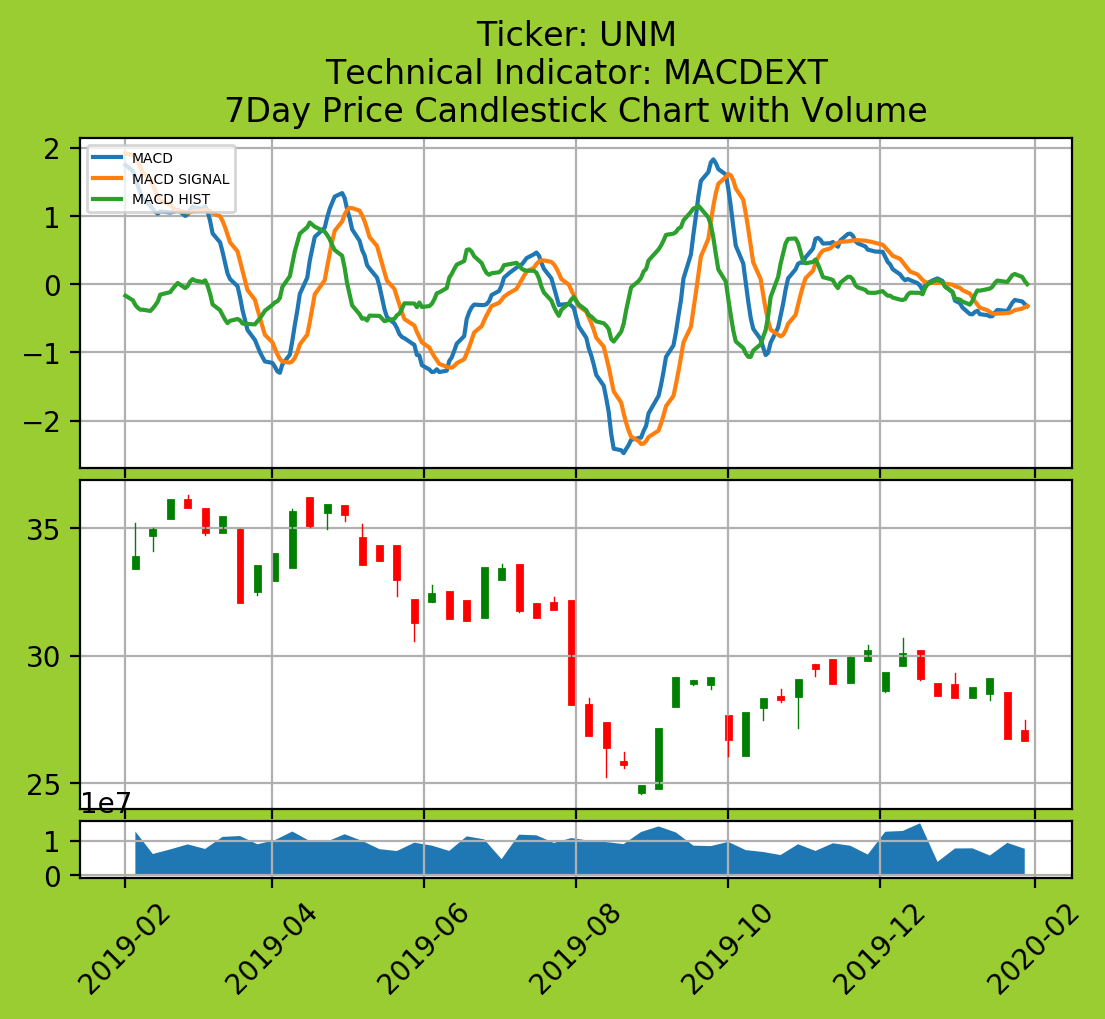 Ticker: UNM
Technical Indicator: MACDEXT
7Day Price Candlestick Chart with Volume
2
1
0
−1
−2
MACD
MACD SIGNAL
MACD HIST
35
30
25
1e7
1
0
2019-02
2019-04
2019-06
2019-08
2019-10
2019-12
2020-02